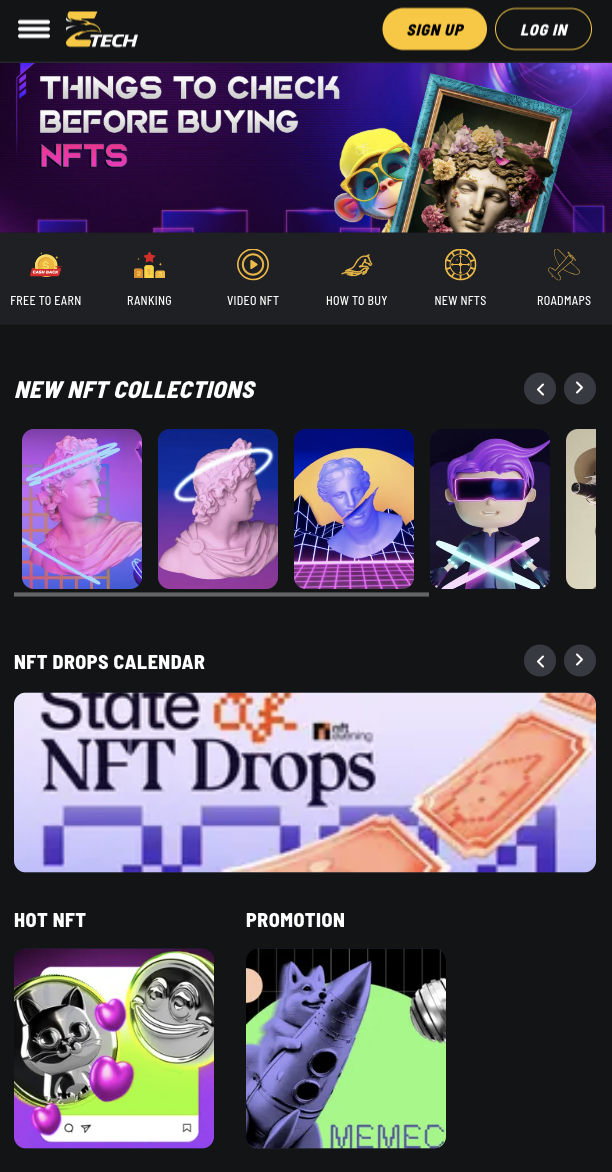 ZTECH
SIGN UP
LOG IN
THINGS TO CHECK
BEFORE BUYING
NFTS
CASH BACK
FREE TO EARN
RANKING
VIDEO NFT
HOW TO BUY
NEW NFTS
ROADMAPS
NEW NFT COLLECTIONS
NFT DROPS CALENDAR
State of
nft
evening
NFT Drops
HOT NFT
PROMOTION
MEMEC